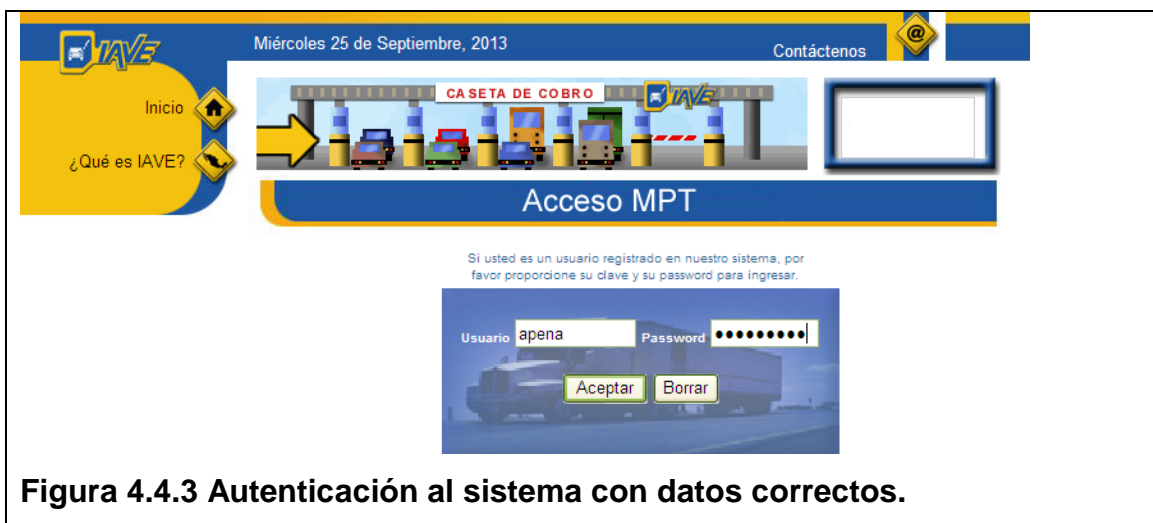 IAVE
Miércoles 25 de Septiembre, 2013
Contáctenos
@
Inicio
¿Qué es IAVE?
CASETA DE COBRO
IAVE
Acceso MPT
Si usted es un usuario registrado en nuestro sistema, por
favor proporcione su clave y su password para ingresar.
Usuario apena Password •••••••••
Aceptar Borrar
Figura 4.4.3 Autenticación al sistema con datos correctos.